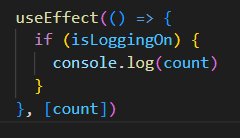 useEffect(() => {
  if (isLoggingOn) {
    console.log(count)
  }
}, [count])